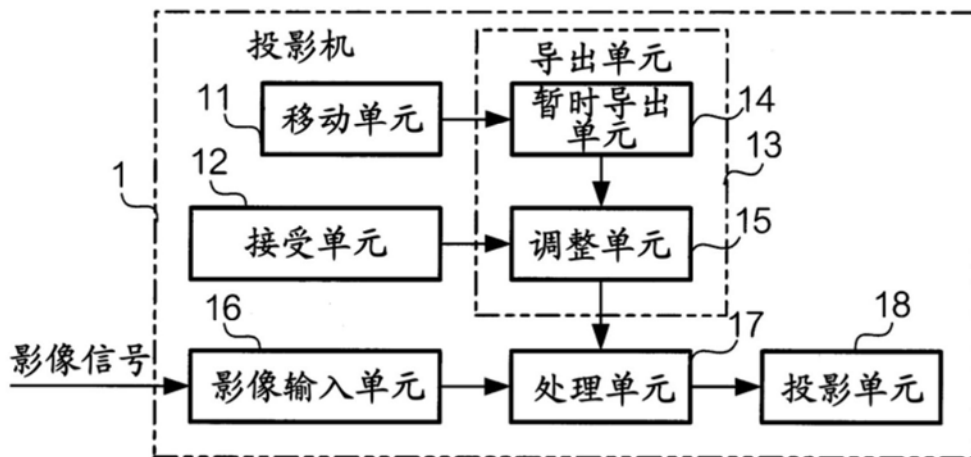 投影机
导出单元
11
移动单元
暂时导出
单元
14
13
12
1
接受单元
调整单元
15
16
17
18
影像信号
影像输入单元
处理单元
投影单元